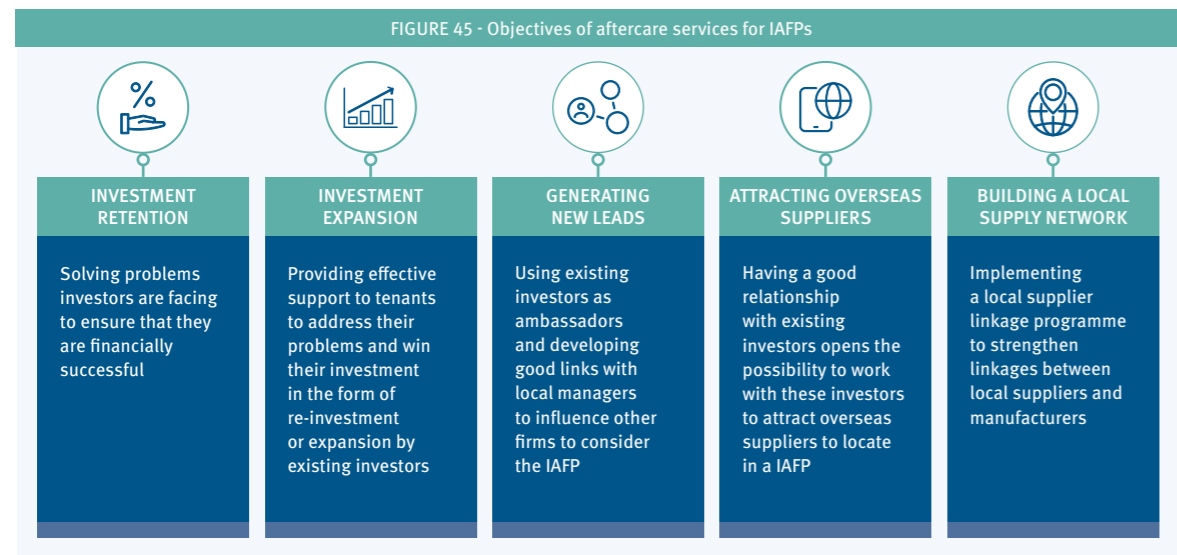 FIGURE 45 - Objectives of aftercare services for IAFPs
INVESTMENT
RETENTION
Solving problems
investors are facing
to ensure that they
are financially
successful
INVESTMENT
EXPANSION
Providing effective
support to tenants
to address their
problems and win
their investment
in the form of
re-investment
or expansion by
existing investors
GENERATING
NEW LEADS
Using existing
investors as
ambassadors
and developing
good links with
local managers
to influence other
firms to consider
the IAFP
ATTRACTING OVERSEAS
SUPPLIERS
Having a good
relationship
with existing
investors opens the
possibility to work
with these investors
to attract overseas
suppliers to locate
in a IAFP
BUILDING A LOCAL
SUPPLY NETWORK
Implementing
a local supplier
linkage programme
to strengthen
linkages between
local suppliers and
manufacturers